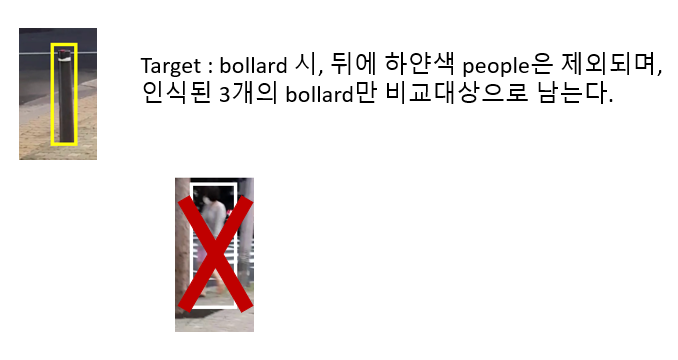 Target : bollard 시, 뒤에 하얀색 people은 제외되며,
인식된 3개의 bollard만 비교대상으로 남는다.